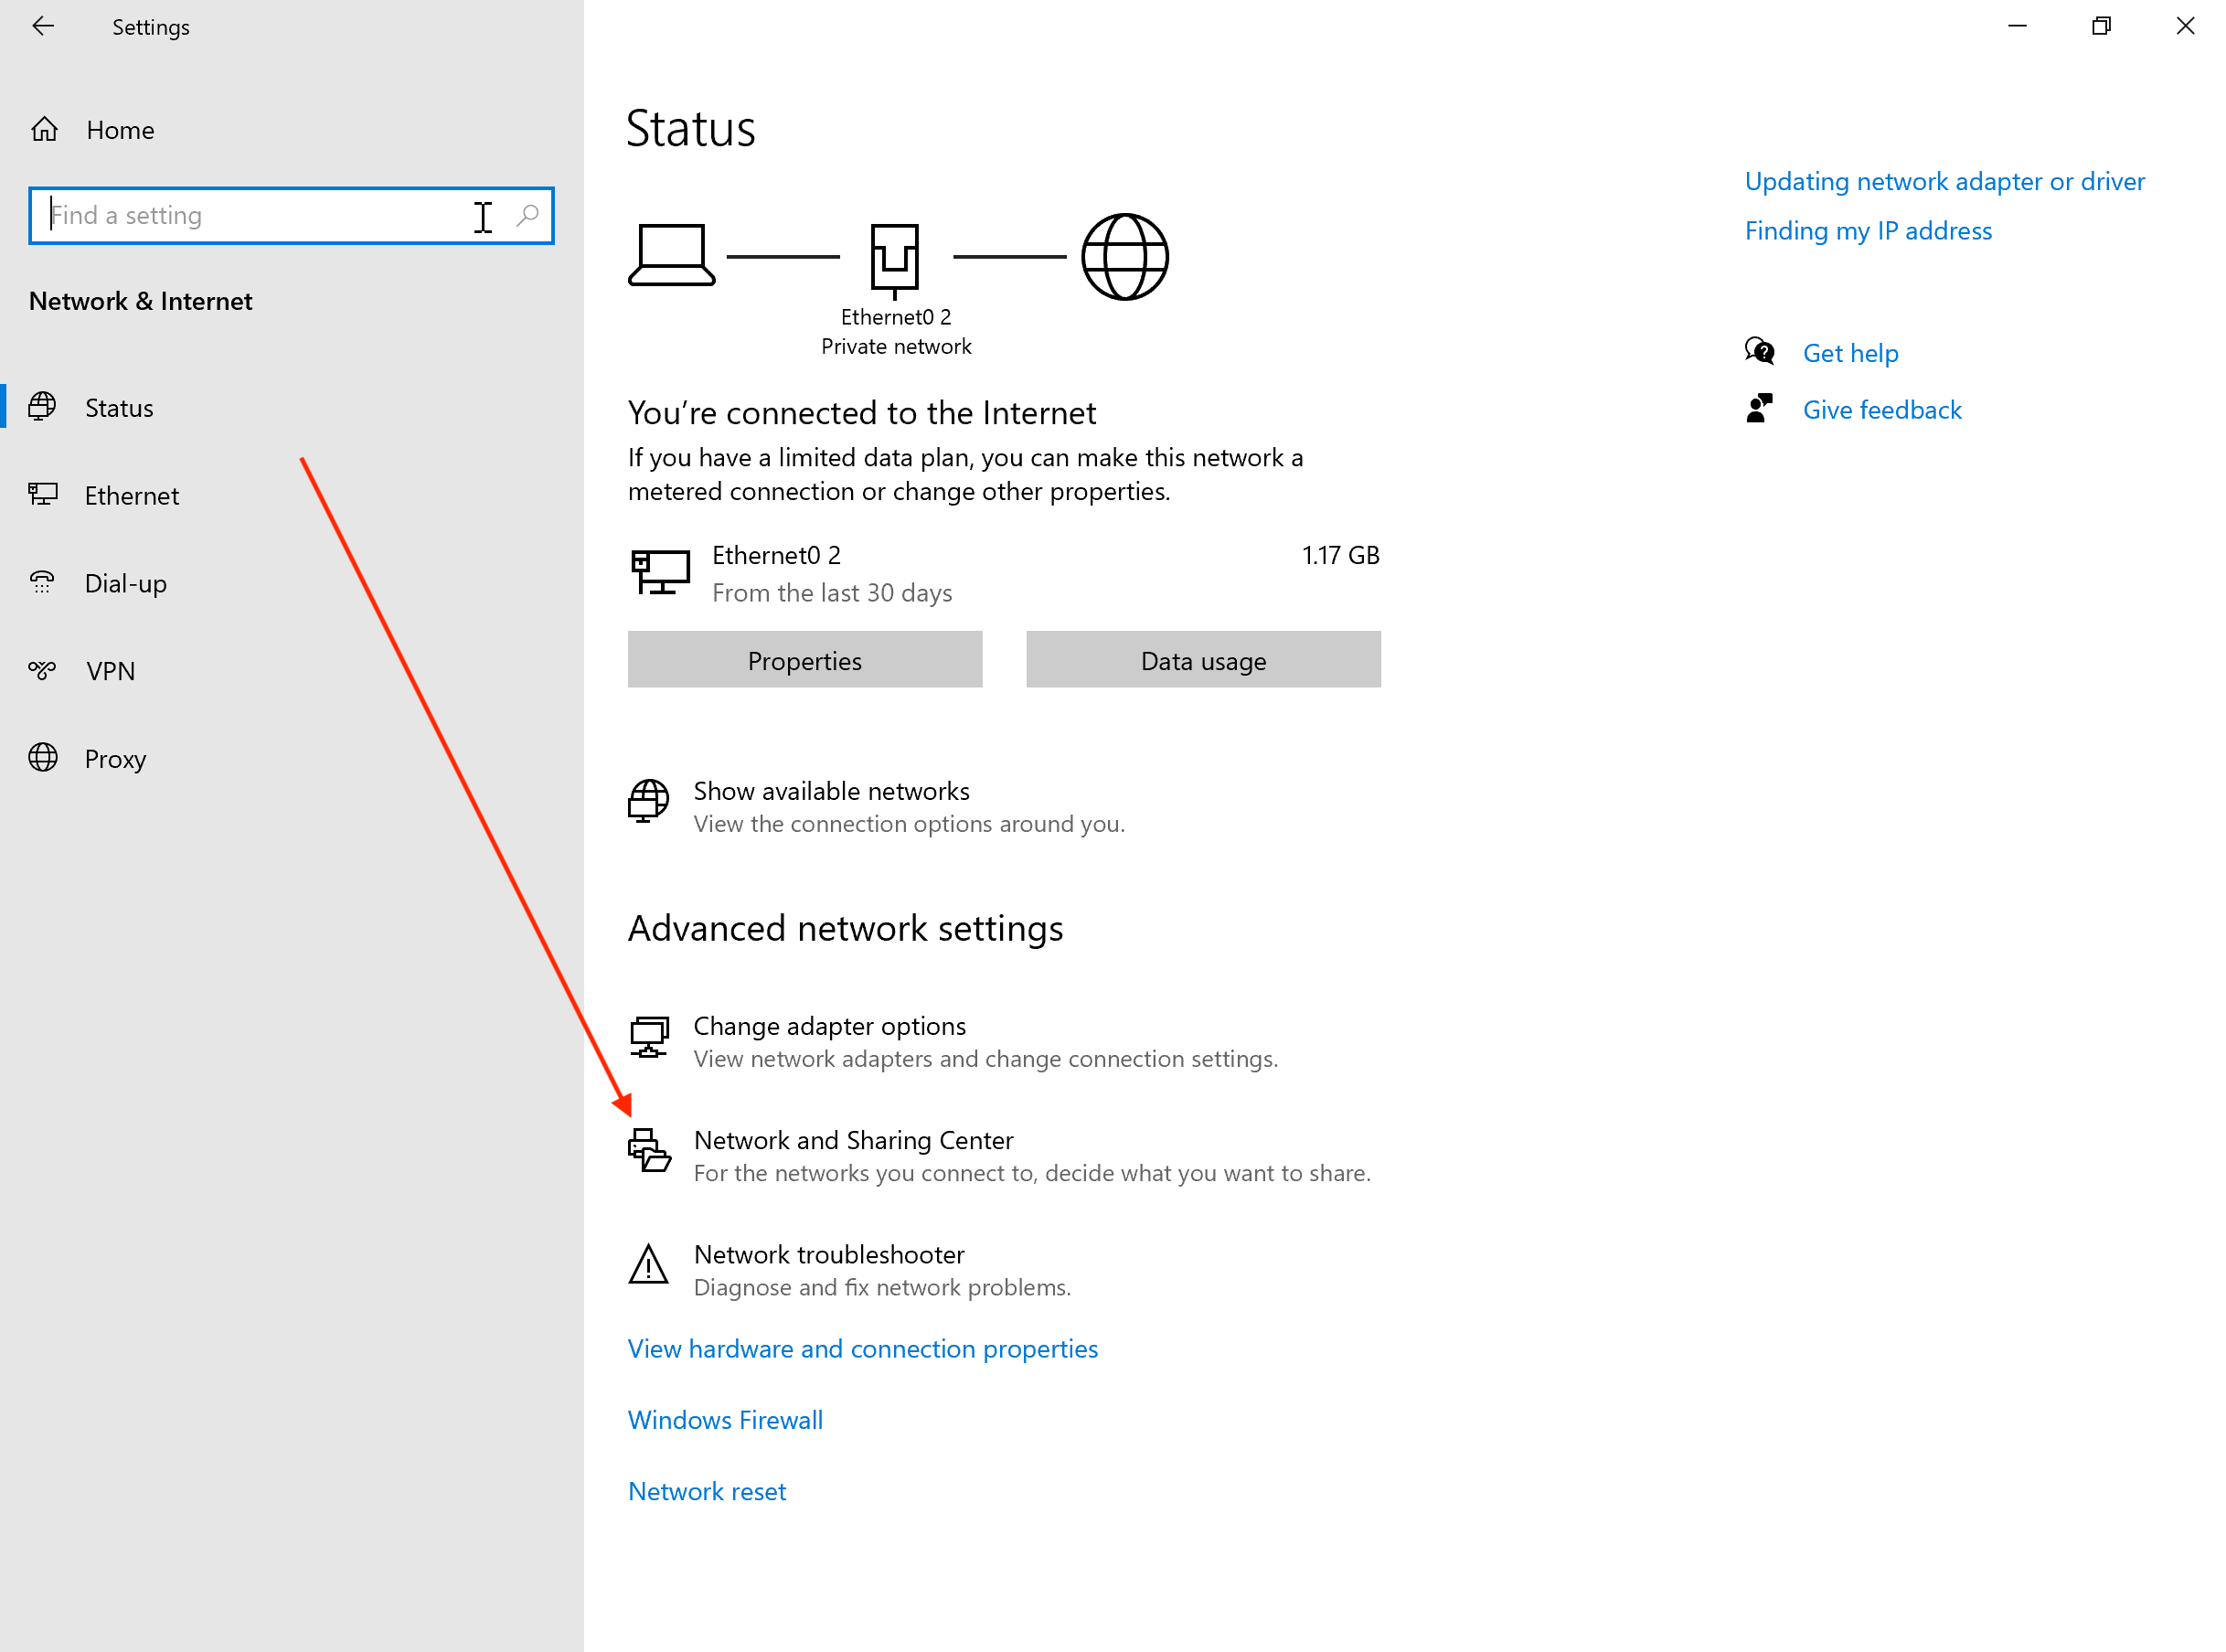 Settings
Home
Find a setting
Network & Internet
Status
Ethernet
Dial-up
VPN
Proxy
Status
Ethernet0 2
Private network
You're connected to the Internet
If you have a limited data plan, you can make this network a
metered connection or change other properties.
Ethernet0 2 1.17 GB
From the last 30 days
Properties Data usage
Show available networks
View the connection options around you.
Advanced network settings
Change adapter options
View network adapters and change connection settings.
Network and Sharing Center
For the networks you connect to, decide what you want to share.
Network troubleshooter
Diagnose and fix network problems.
View hardware and connection properties
Windows Firewall
Network reset
Updating network adapter or driver
Finding my IP address
Get help
Give feedback